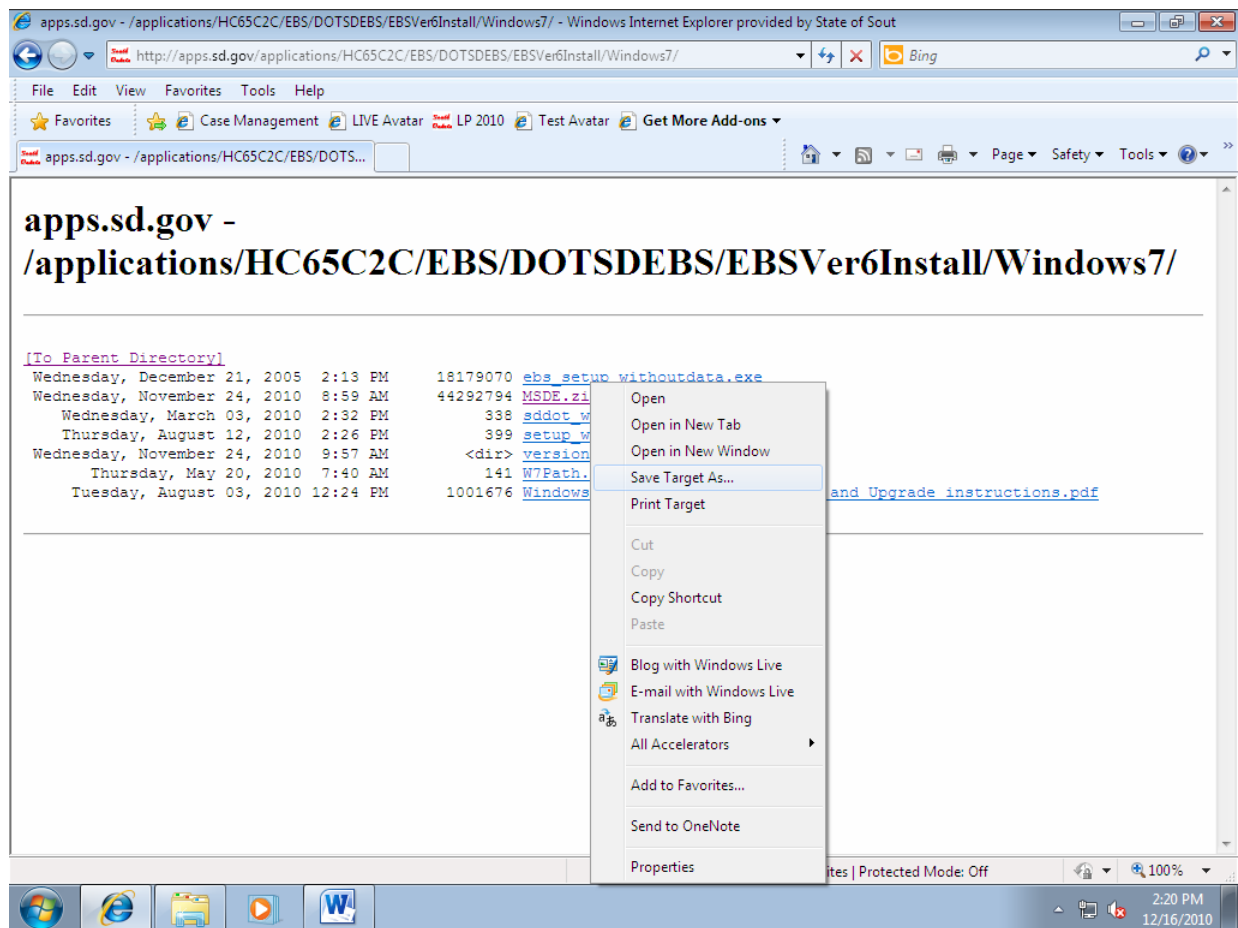 apps.sd.gov - /applications/HC65C2C/EBS/DOTSDEBS/EBSVer6Install/Windows7/ - Windows Internet Explorer provided by State of Sout
http://apps.sd.gov/applications/HC65C2C/EBS/DOTSDEBS/EBSVer6Install/Windows7/ Bing
File Edit View Favorites Tools Help
Favorites Case Management LIVE Avatar LP 2010 Test Avatar Get More Add-ons
apps.sd.gov - /applications/HC65C2C/EBS/DOTS... Page Safety Tools
apps.sd.gov -
/applications/HC65C2C/EBS/DOTSDEBS/EBSVer6Install/Windows7/
[To Parent Directory]
Wednesday, December 21, 2005 2:13 PM 18179070 ebs_setup_withoutdata.exe
Wednesday, November 24, 2010 8:59 AM 44292794 MSDE.zi
Wednesday, March 03, 2010 2:32 PM 338 sddot_w
Thursday, August 12, 2010 2:26 PM 399 setup_w
Wednesday, November 24, 2010 9:57 AM <dir> version
Thursday, May 20, 2010 7:40 AM 141 W7Path.
Tuesday, August 03, 2010 12:24 PM 1001676 Windows and Upgrade instructions.pdf
Open
Open in New Tab
Open in New Window
Save Target As...
Print Target
Cut
Copy
Copy Shortcut
Paste
Blog with Windows Live
E-mail with Windows Live
Translate with Bing
All Accelerators
Add to Favorites...
Send to OneNote
Properties
ites | Protected Mode: Off 100%
2:20 PM
12/16/2010